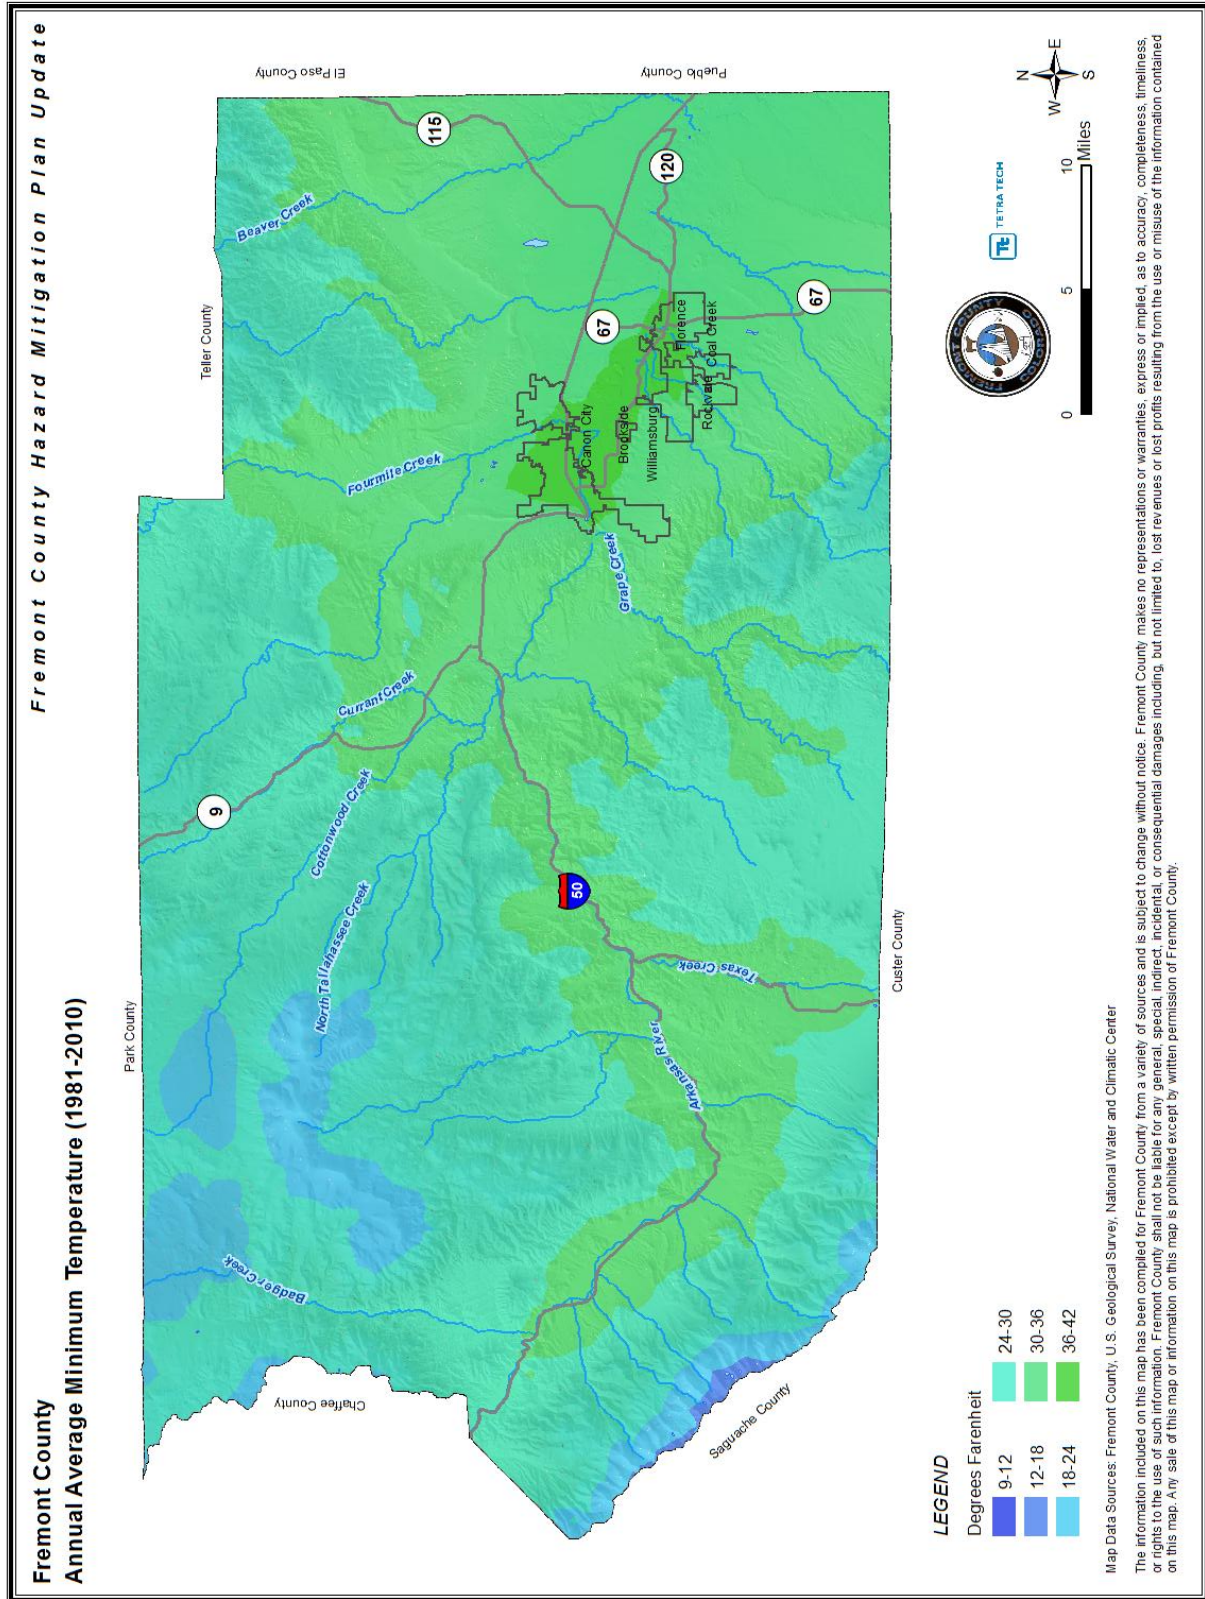 Fremont County
Annual Average Minimum Temperature (1981-2010)
Fremont County Hazard Mitigation Plan Update
Park County
Teller County
El Paso County
Pueblo County
Custer County
Saguache County
Chaffee County
Badger Creek
North Tallahassee Creek
Cottonwood Creek
Currant Creek
Fourmile Creek
Beaver Creek
Grape Creek
Texas Creek
Arkansas River
9
50
115
67
120
67
Canon City
Brookside
Williamsburg
Florence
Coal Creek
Rockvale
LEGEND
Degrees Farenheit
9-12
12-18
18-24
24-30
30-36
36-42
FREMONT COUNTY
COLORADO
Tt TETRA TECH
N
W
E
S
0 5 10
Miles
Map Data Sources: Fremont County, U.S. Geological Survey, National Water and Climatic Center
The information included on this map has been compiled for Fremont County from a variety of sources and is subject to change without notice. Fremont County makes no representations or warranties, express or implied, as to accuracy, completeness, timeliness,
or rights to the use of such information. Fremont County shall not be liable for any general, special, indirect, incidental, or consequential damages including, but not limited to, lost revenues or lost profits resulting from the use or misuse of the information contained
on this map. Any sale of this map or information on this map is prohibited except by written permission of Fremont County.